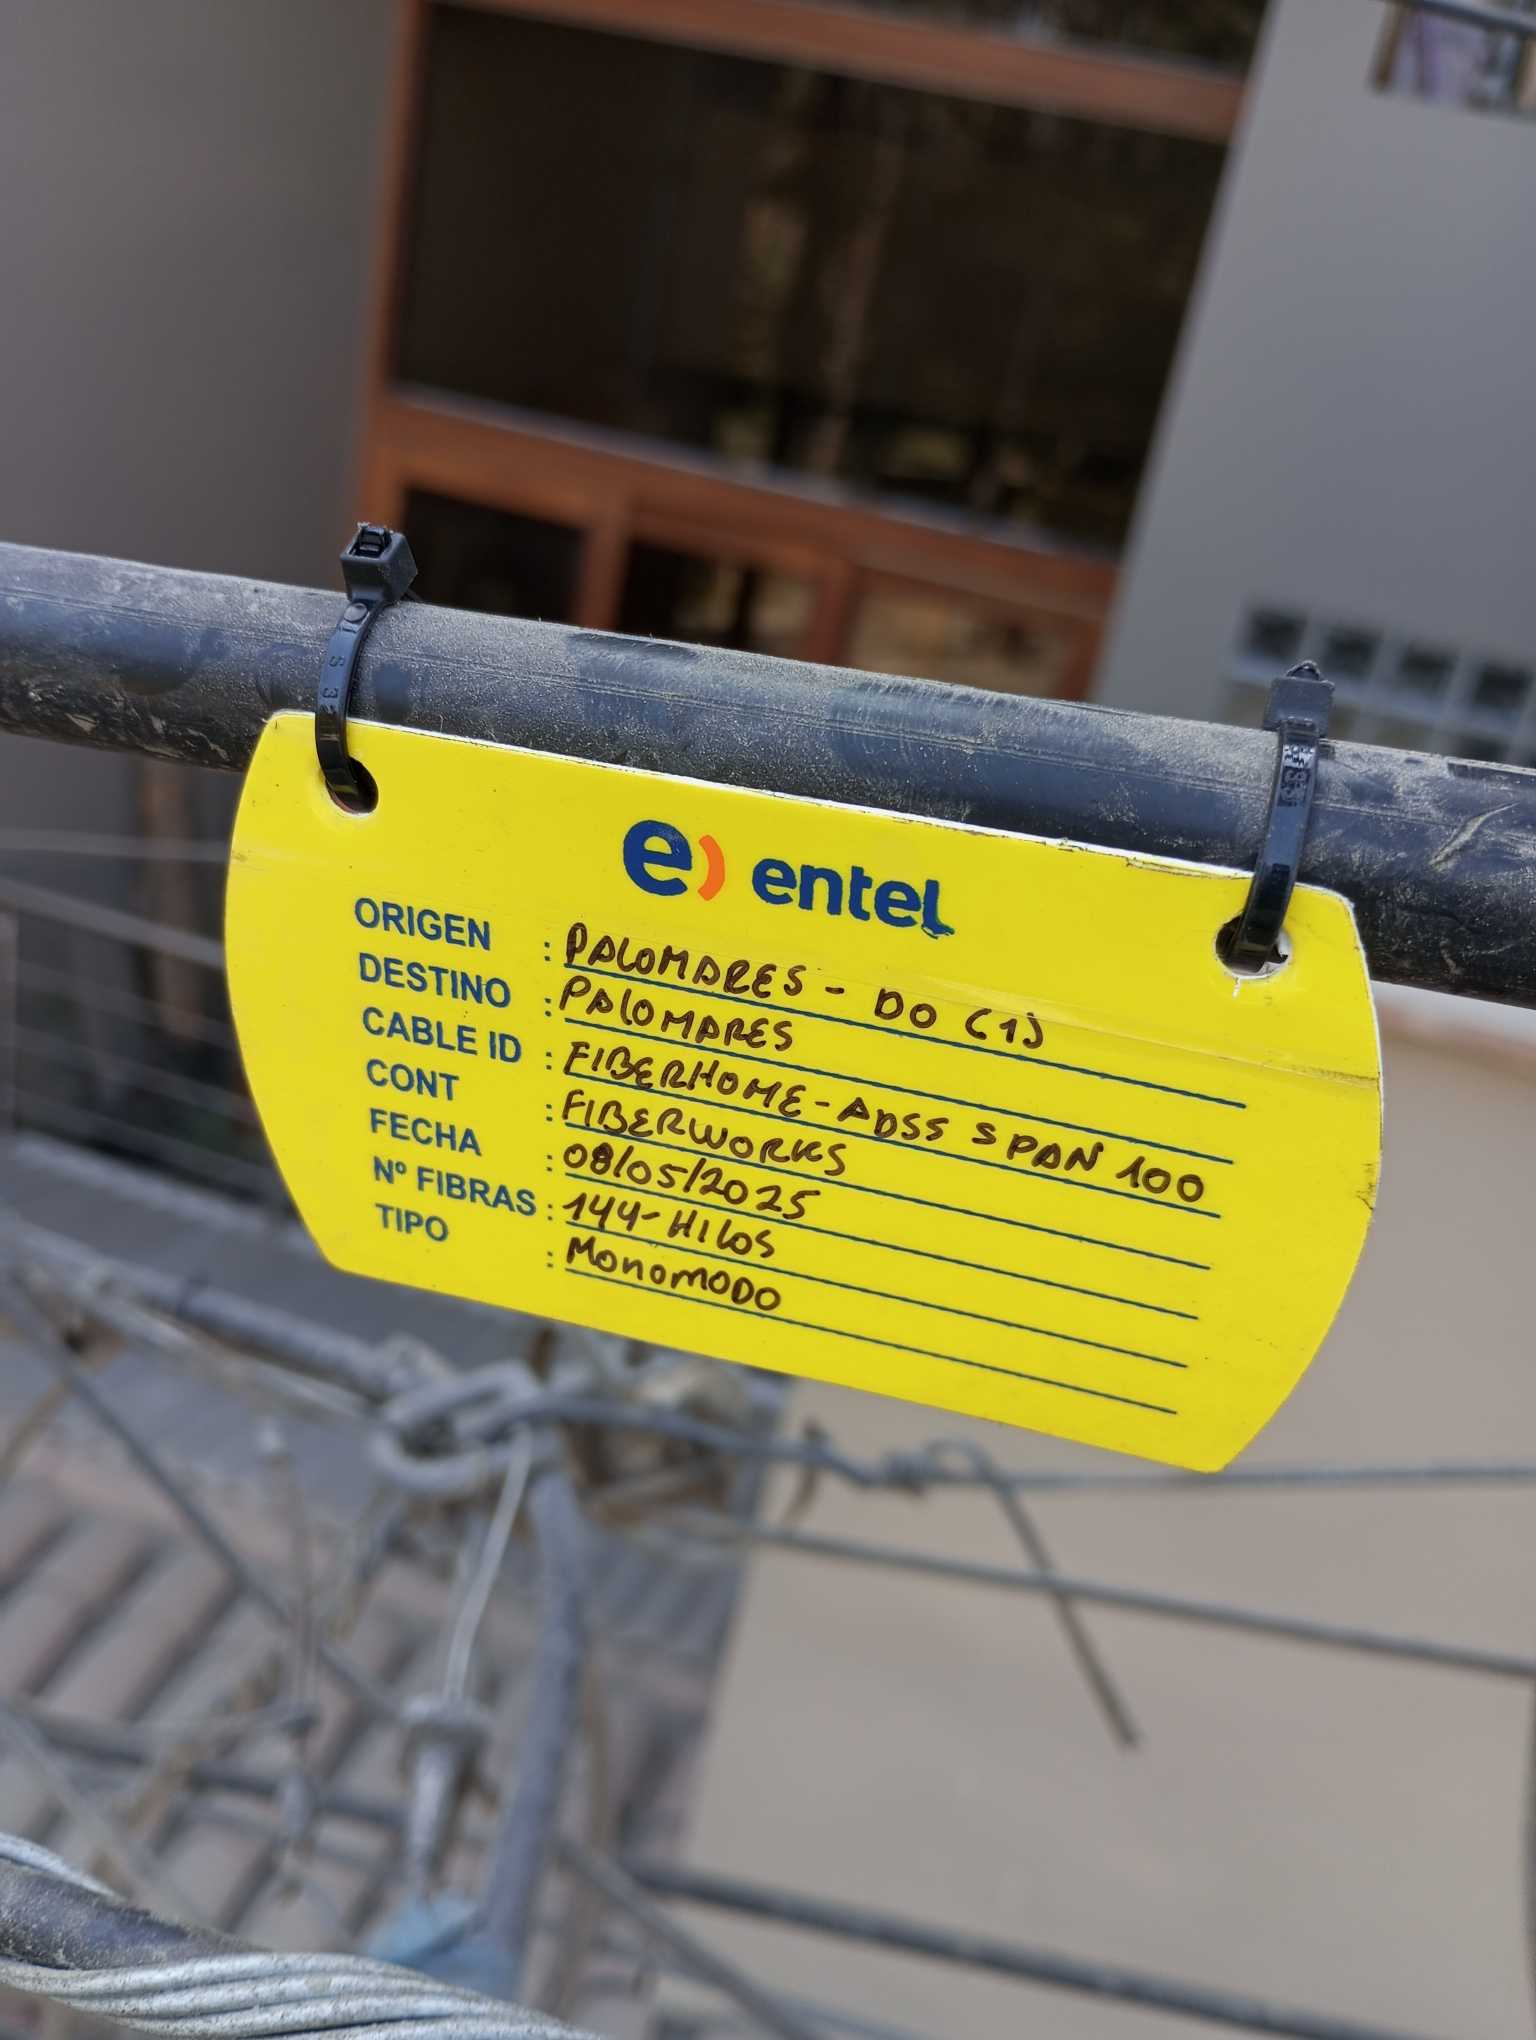 e) entel
ORIGEN : PALOMARES - DO (1)
DESTINO : PALOMARES
CABLE ID : FIBERHOME-ADSS SPAN 100
CONT : FIBERWORKS
FECHA : 08/05/2025
Nº FIBRAS : 144-HILOS
TIPO : MONOMODO